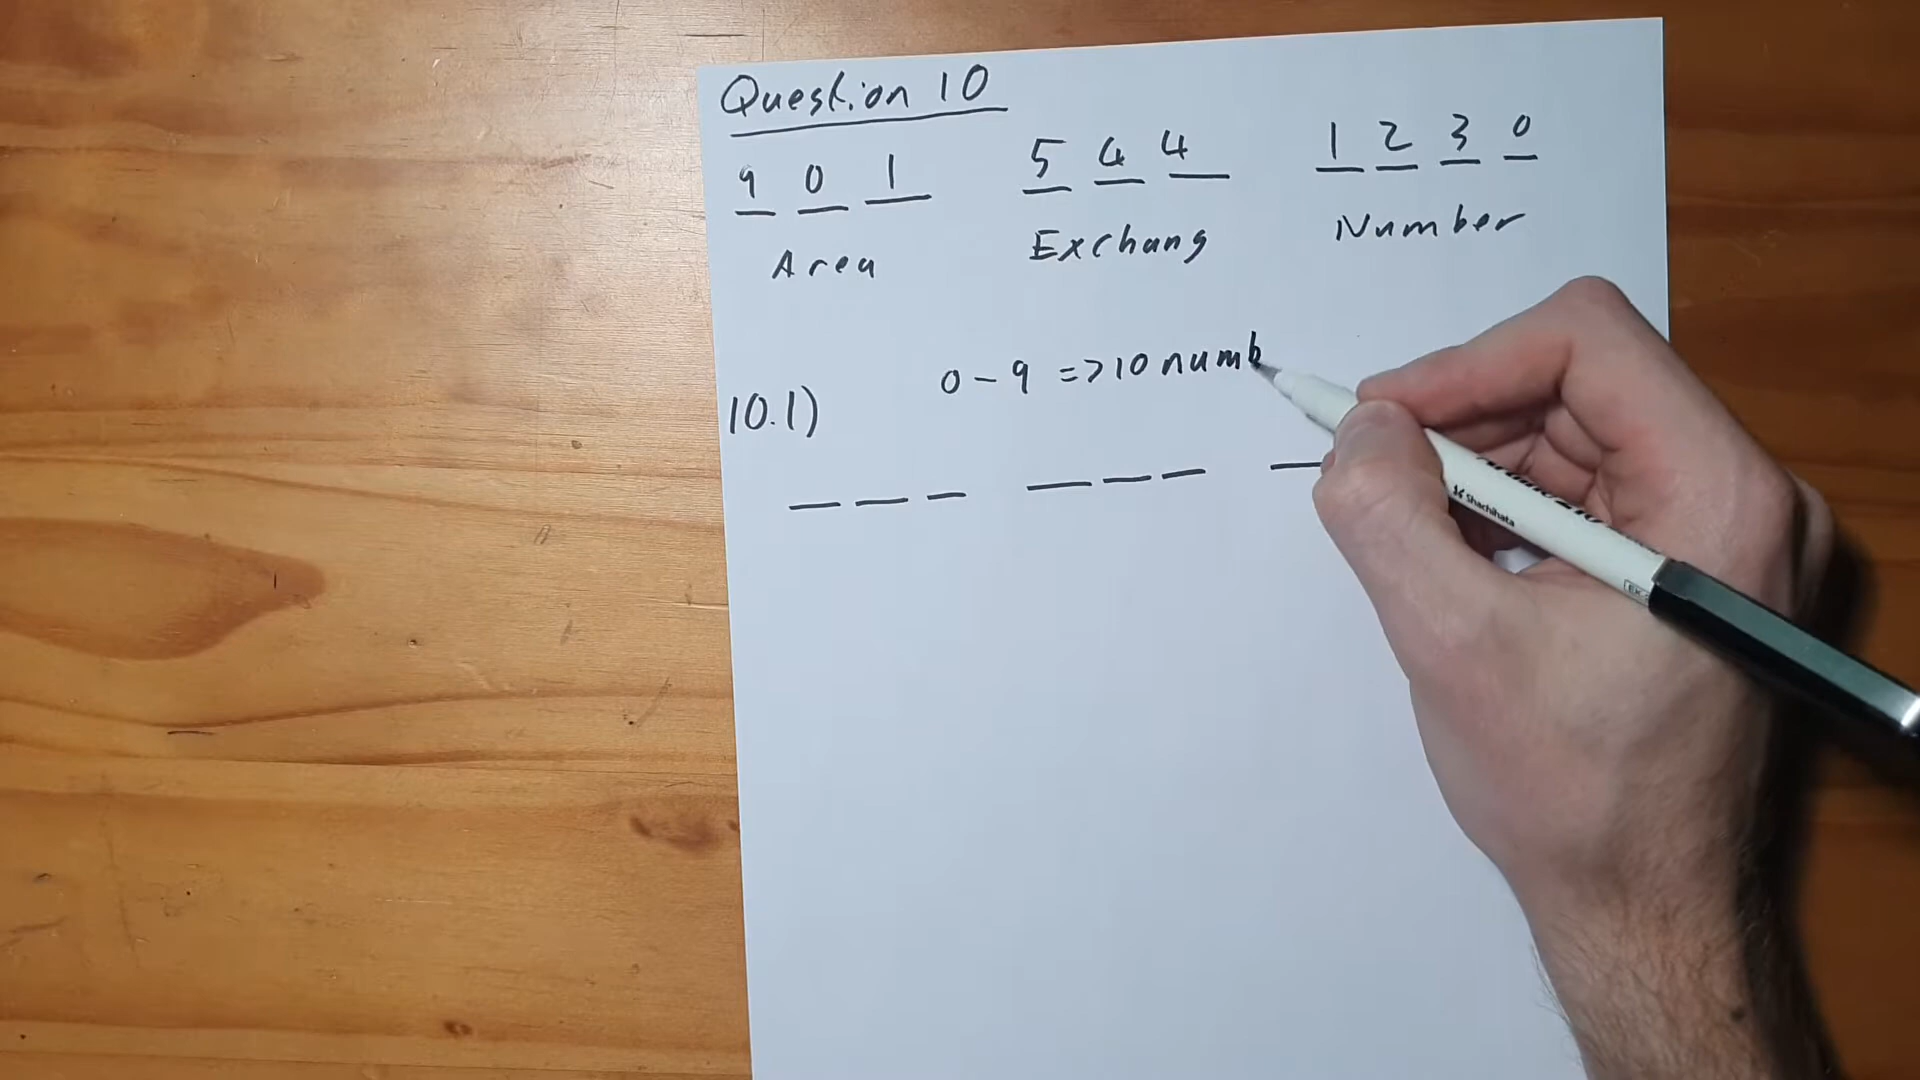 Question 10
9 0 1 5 4 4 1 2 3 0
Area Exchang Number
0-9 => 10 numb
10.1)
Shachihata